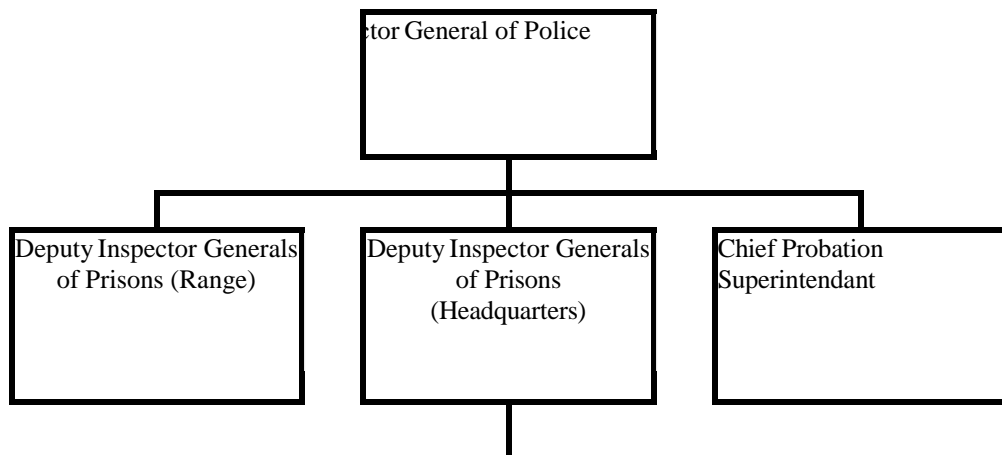 ctor General of Police
Deputy Inspector Generals
of Prisons (Range)
Deputy Inspector Generals
of Prisons
(Headquarters)
Chief Probation
Superintendant